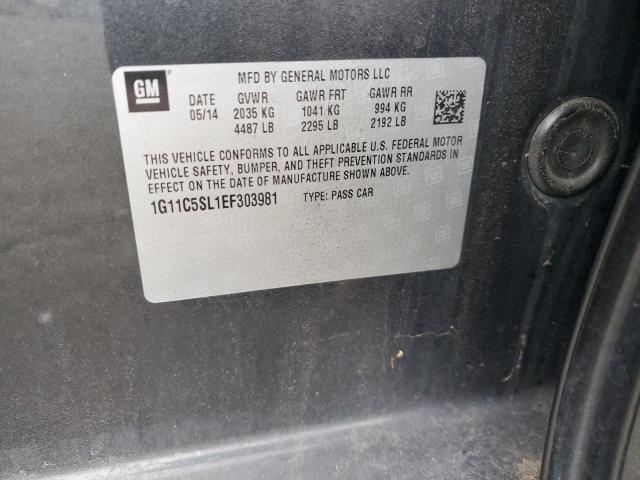 GM
MFD BY GENERAL MOTORS LLC
DATE GVWR GAWR FRT GAWR RR
05/14 2035 KG 1041 KG 994 KG
4487 LB 2295 LB 2192 LB
THIS VEHICLE CONFORMS TO ALL APPLICABLE U.S. FEDERAL MOTOR
VEHICLE SAFETY, BUMPER, AND THEFT PREVENTION STANDARDS IN
EFFECT ON THE DATE OF MANUFACTURE SHOWN ABOVE.
1G11C5SL1EF303981 TYPE: PASS CAR